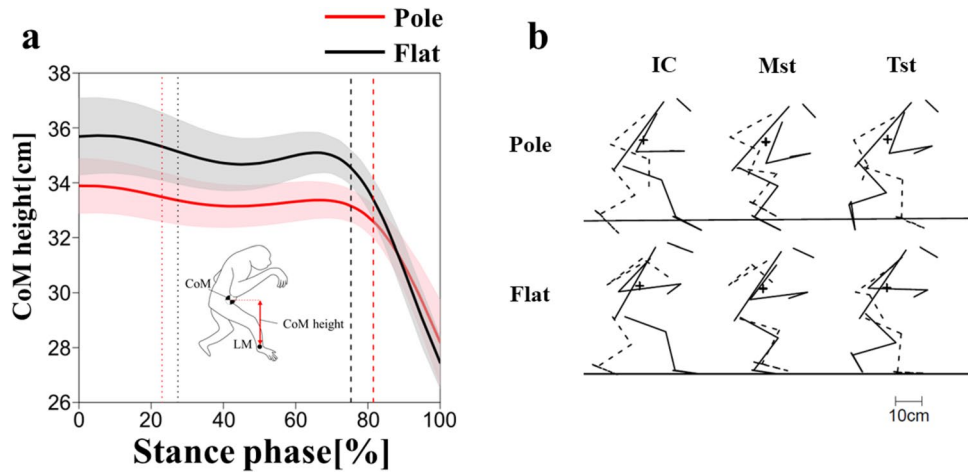 a
Pole
Flat
CoM height[cm]
38
36
34
32
30
28
26
CoM
CoM height
LM
0
20
40
60
80
100
Stance phase[%]
b
IC
Mst
Tst
Pole
Flat
10cm